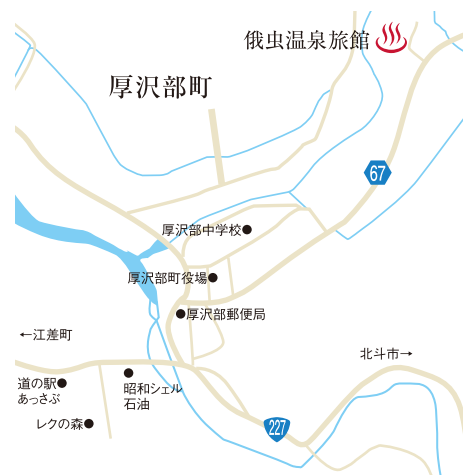 俄虫温泉旅館
厚沢部町
67
厚沢部中学校
厚沢部町役場
厚沢部郵便局
←江差町
北斗市→
道の駅
あっさぶ
昭和シェル
石油
レクの森
227